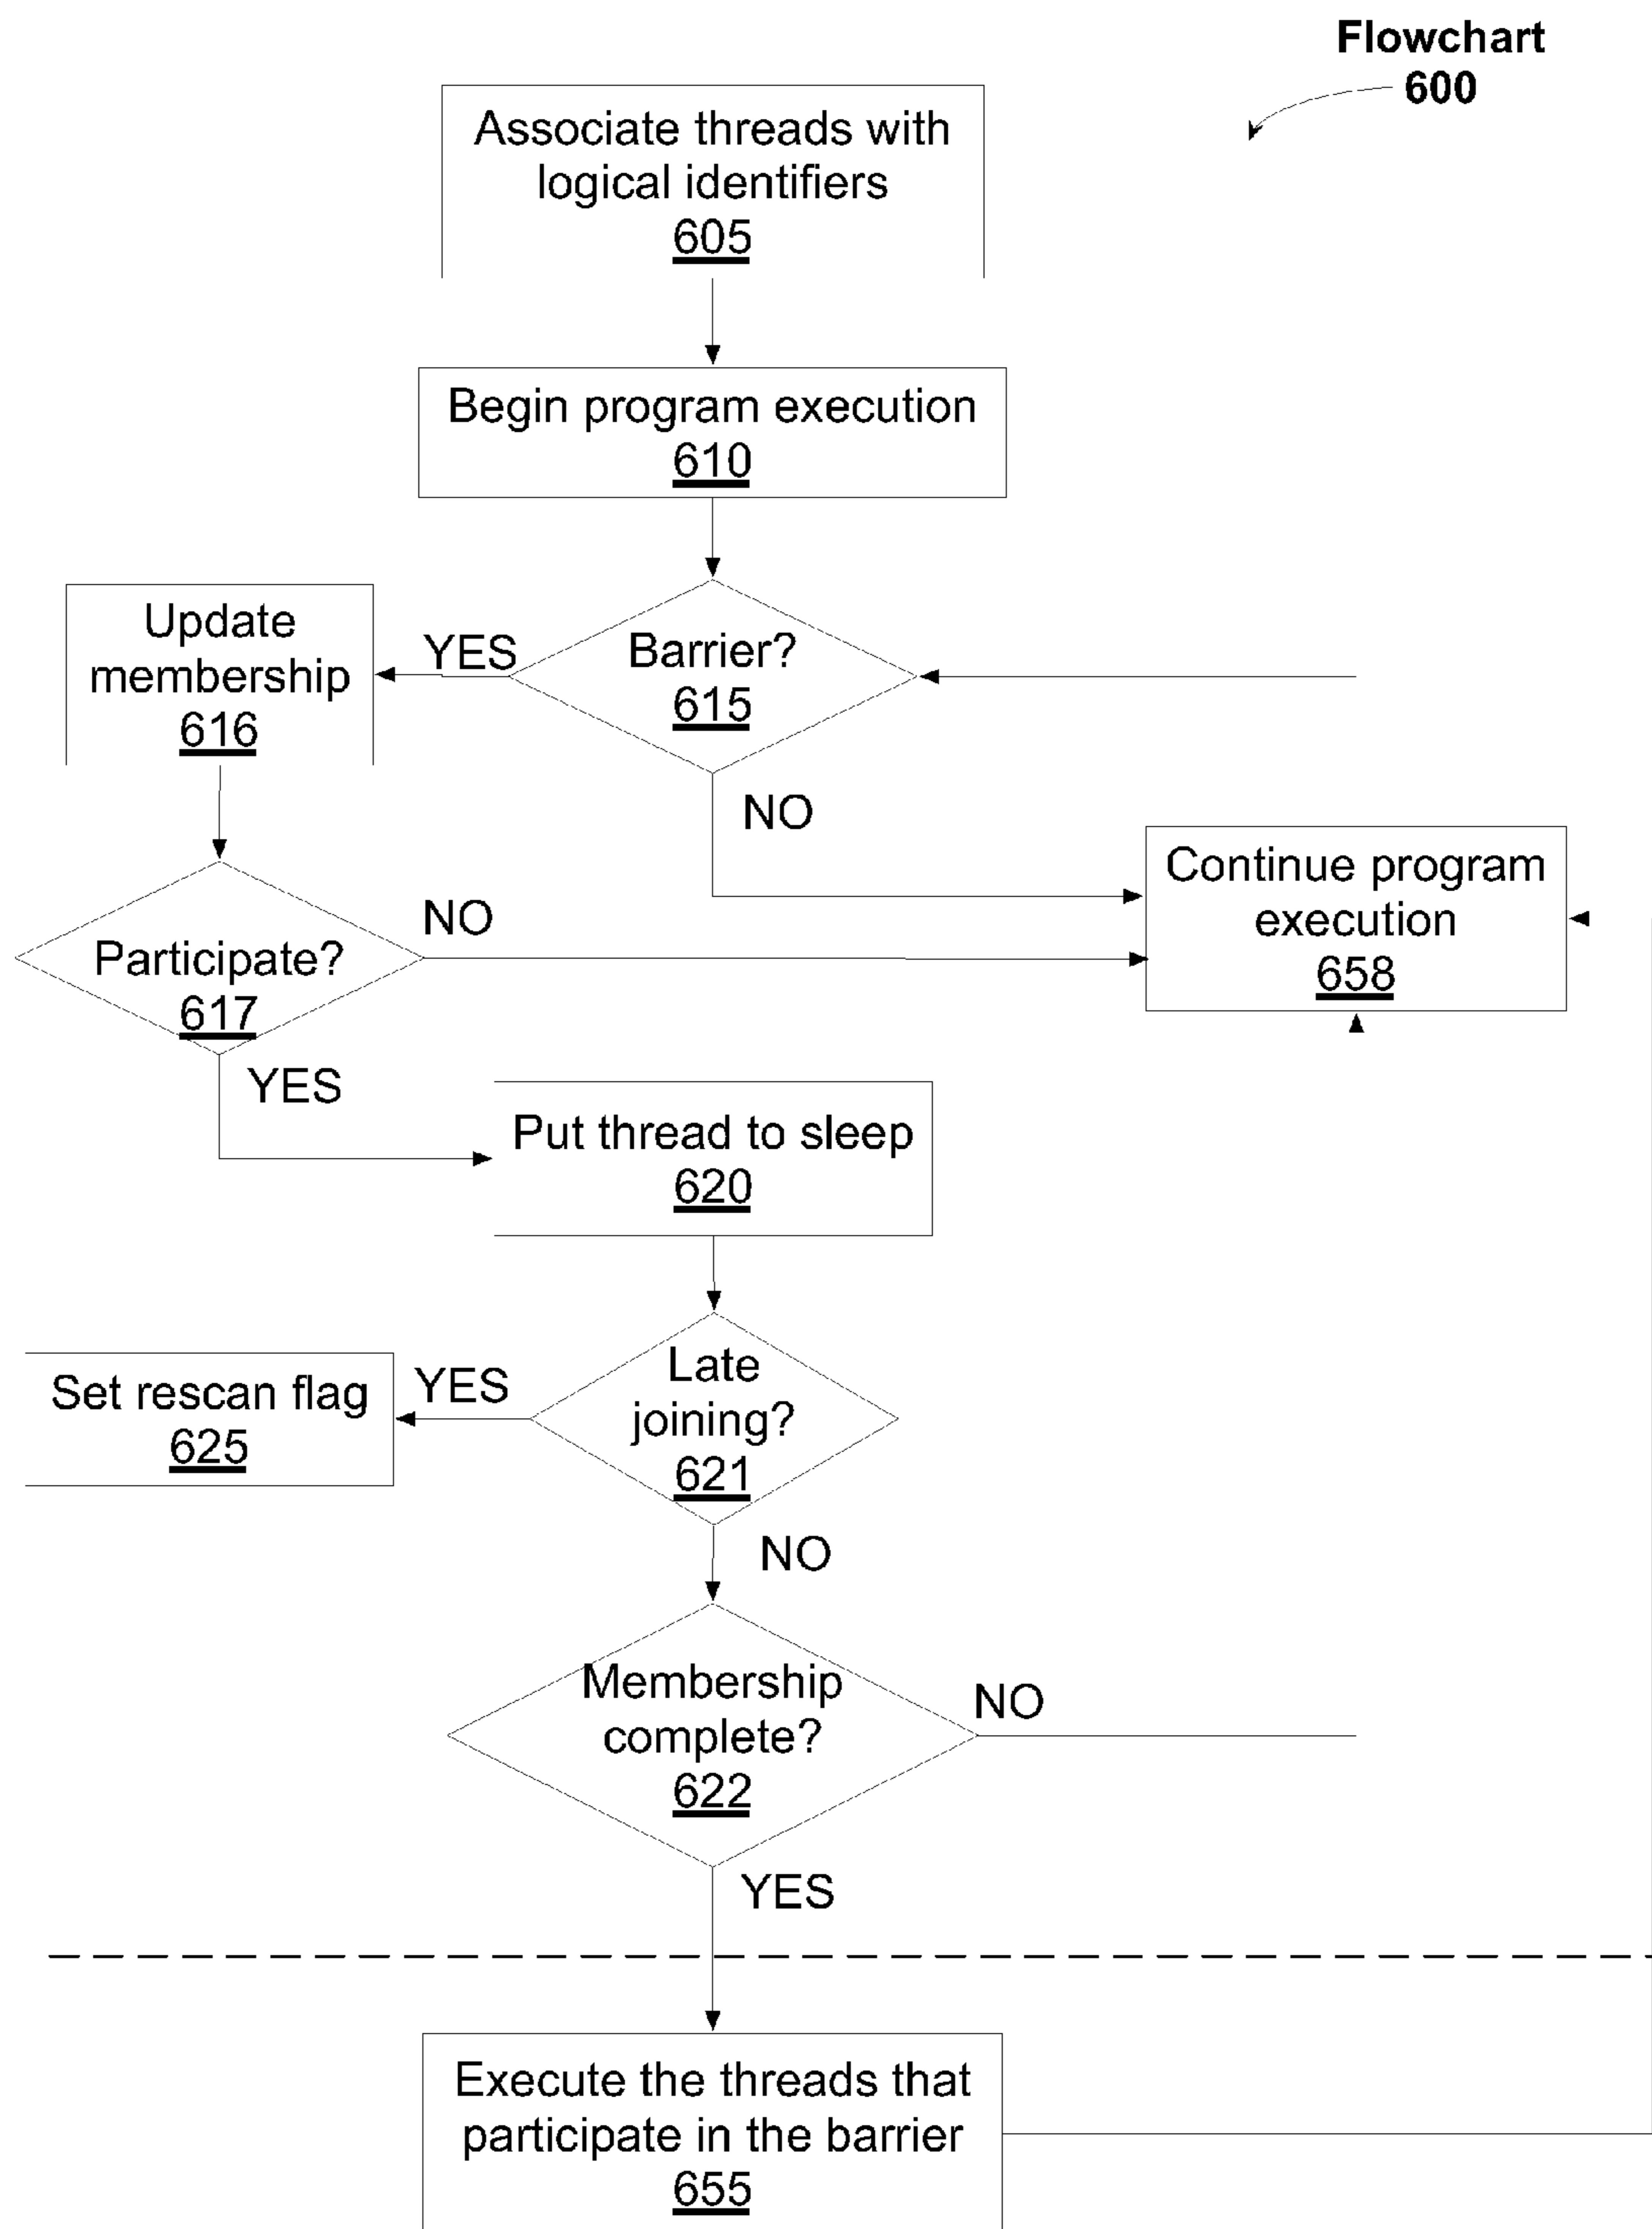 Flowchart
600
Associate threads with
logical identifiers
605
Begin program execution
610
Barrier?
615
YES
NO
Update
membership
616
Participate?
617
NO
YES
Continue program
execution
658
Put thread to sleep
620
Late
joining?
621
YES
NO
Set rescan flag
625
Membership
complete?
622
NO
YES
Execute the threads that
participate in the barrier
655